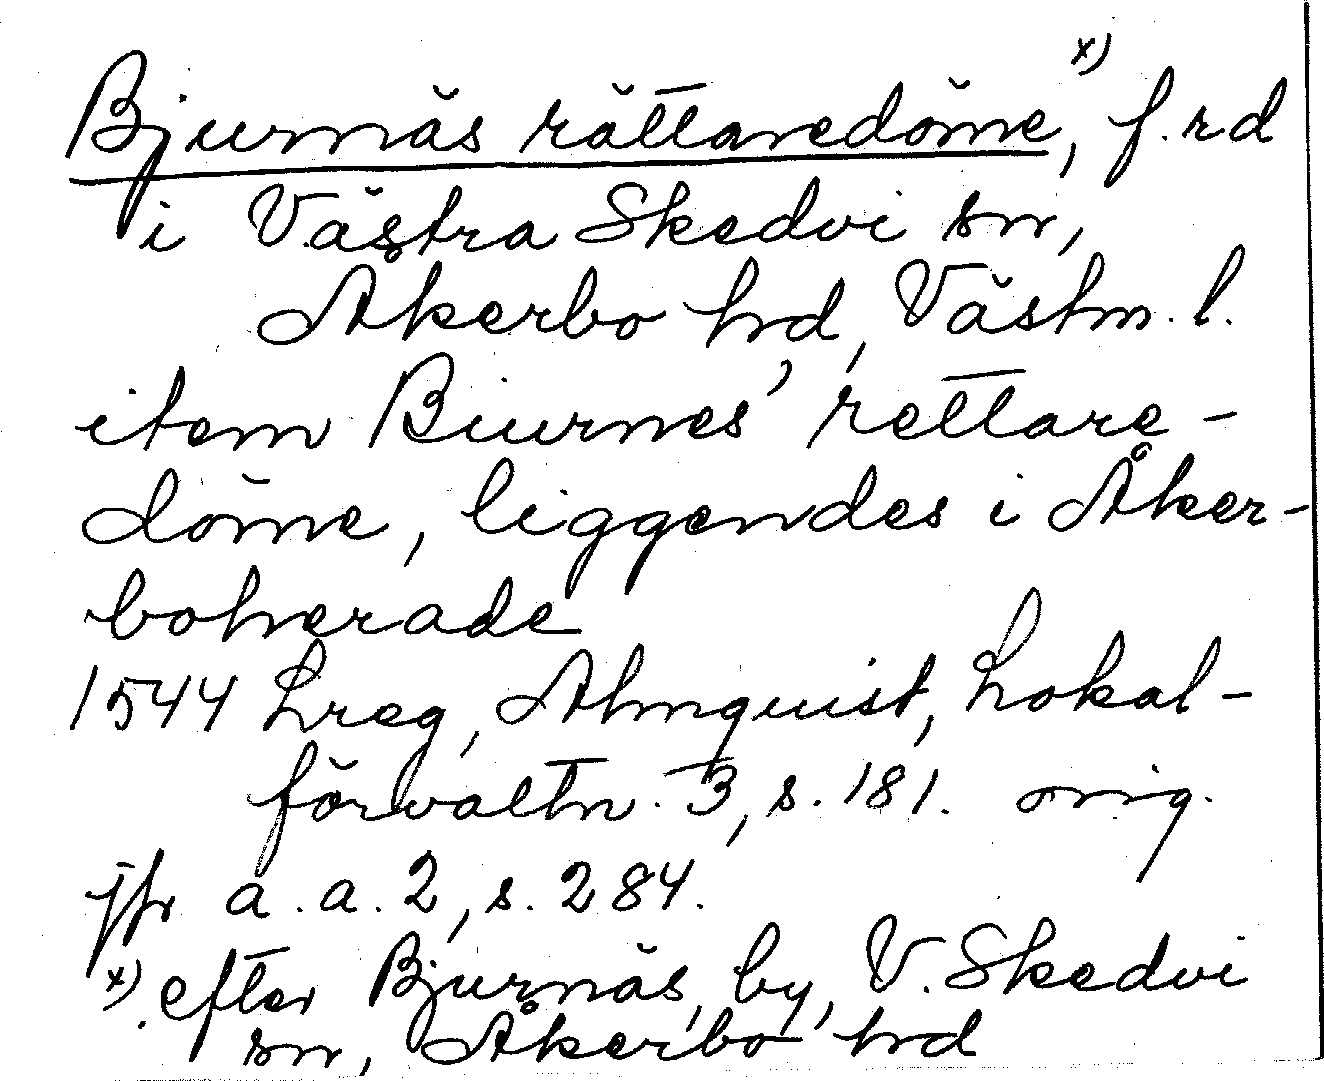 Bjurnäs rättaredöme,x) f.rd
i Västra Skedvi sn,
Åkerbo hd, Västm. l.
item Biurnes' rettare-
döme, liggendes i Åker-
boherade
1544 Lreg, Almquist, Lokal-
förvaltn. 3, s. 181. orig.
jfr a.a. 2, s. 284.
x) efter Bjurnäs, by, V. Skedvi
sn, Åkerbo hd